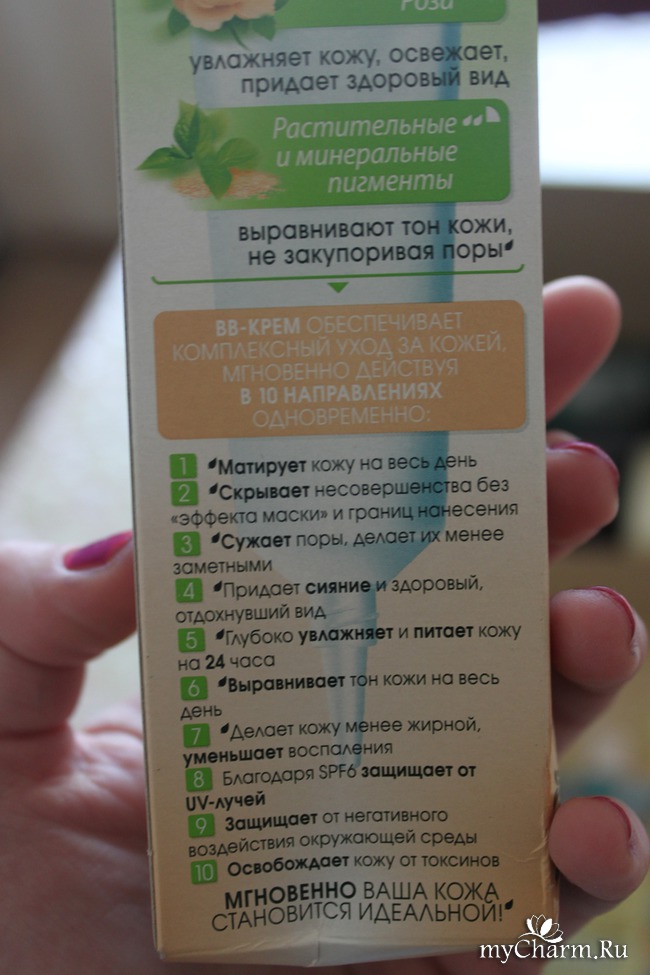 Роза
увлажняет кожу, освежает,
придает здоровый вид
Растительные
и минеральные
пигменты
выравнивают тон кожи,
не закупоривая поры
BB-КРЕМ ОБЕСПЕЧИВАЕТ
КОМПЛЕКСНЫЙ УХОД ЗА КОЖЕЙ,
МГНОВЕННО ДЕЙСТВУЯ
В 10 НАПРАВЛЕНИЯХ
ОДНОВРЕМЕННО:
1 Матирует кожу на весь день
2 Скрывает несовершенства без
«эффекта маски» и границ нанесения
3 Сужает поры, делает их менее
заметными
4 Придает сияние и здоровый,
отдохнувший вид
5 Глубоко увлажняет и питает кожу
на 24 часа
6 Выравнивает тон кожи на весь
день
7 Делает кожу менее жирной,
уменьшает воспаления
8 Благодаря SPF6 защищает от
UV-лучей
9 Защищает от негативного
воздействия окружающей среды
10 Освобождает кожу от токсинов
МГНОВЕННО ВАША КОЖА
СТАНОВИТСЯ ИДЕАЛЬНОЙ!
myCharm.Ru